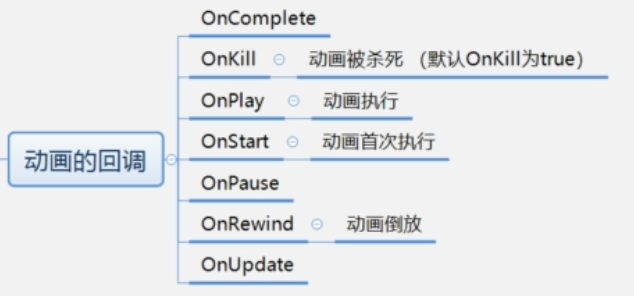 OnComplete
OnKill 动画被杀死 （默认OnKill为true）
OnPlay 动画执行
OnStart 动画首次执行
动画的回调
OnPause
OnRewind 动画倒放
OnUpdate